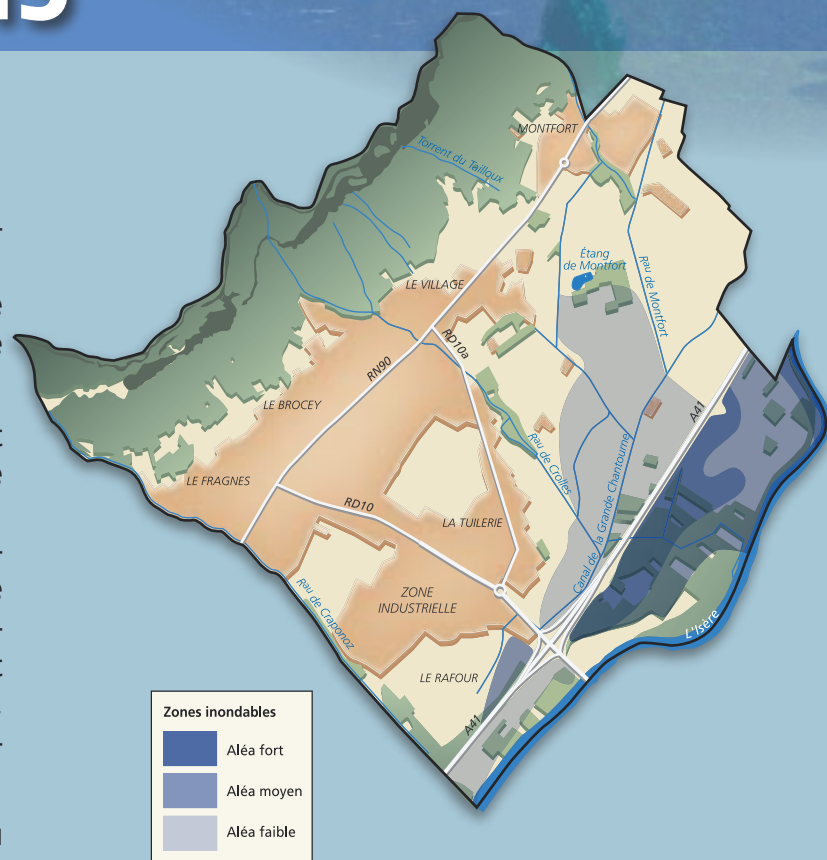 MONTFORT
Torrent du Tailloux
Étang
de Montfort
Rau de Montfort
LE VILLAGE
RD10a
RN90
LE BROCEY
A41
LE FRAGNES
Rau de Crolles
RD10
LA TUILERIE
Canal de la Grande Chantourne
ZONE
INDUSTRIELLE
Rau de Craponoz
L'Isère
LE RAFOUR
A41
Zones inondables
Aléa fort
Aléa moyen
Aléa faible